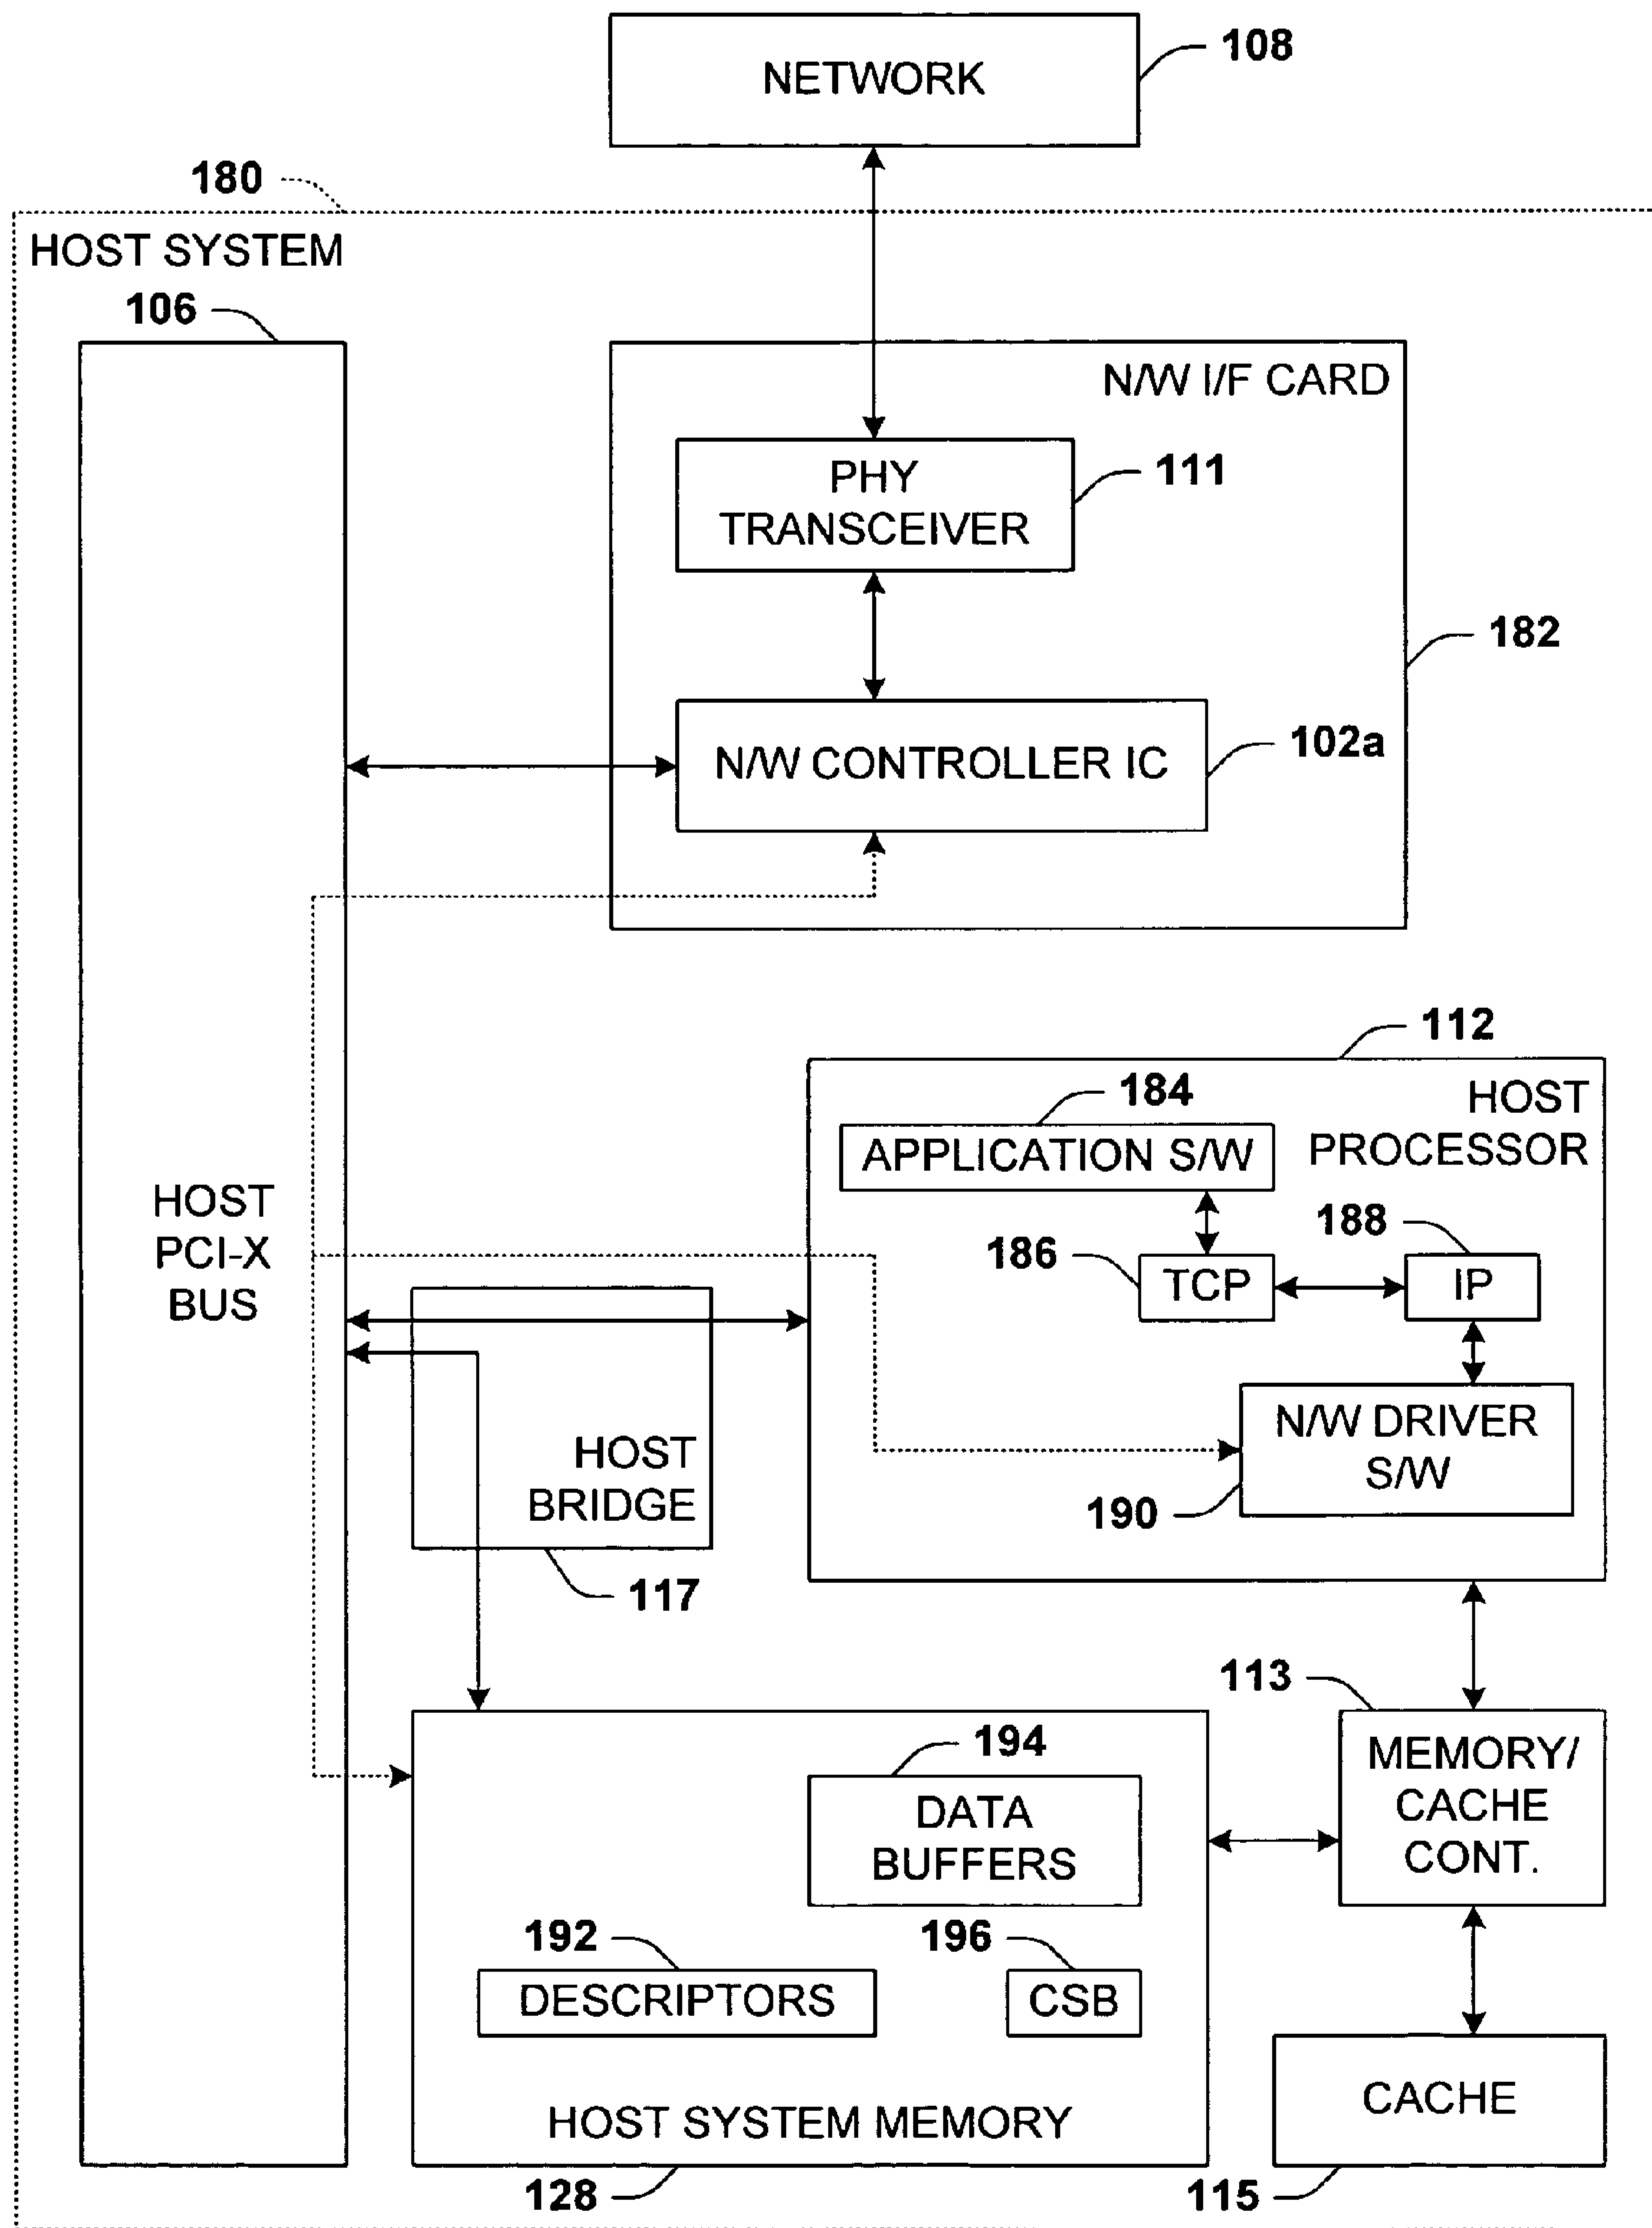 NETWORK
108
180
HOST SYSTEM
106
N/W I/F CARD
PHY
TRANSCEIVER
111
182
N/W CONTROLLER IC
102a
112
HOST
PROCESSOR
184
APPLICATION S/W
HOST
PCI-X
BUS
186
TCP
188
IP
N/W DRIVER
S/W
190
HOST
BRIDGE
117
113
MEMORY/
CACHE
CONT.
194
DATA
BUFFERS
192
DESCRIPTORS
196
CSB
HOST SYSTEM MEMORY
128
CACHE
115